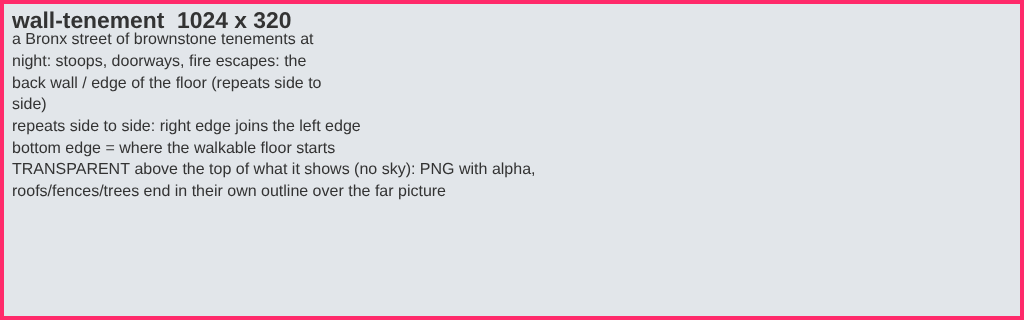 wall-tenement  1024 x 320
a Bronx street of brownstone tenements at
night: stoops, doorways, fire escapes: the
back wall / edge of the floor (repeats side to
side)
repeats side to side: right edge joins the left edge
bottom edge = where the walkable floor starts
TRANSPARENT above the top of what it shows (no sky): PNG with alpha,
roofs/fences/trees end in their own outline over the far picture